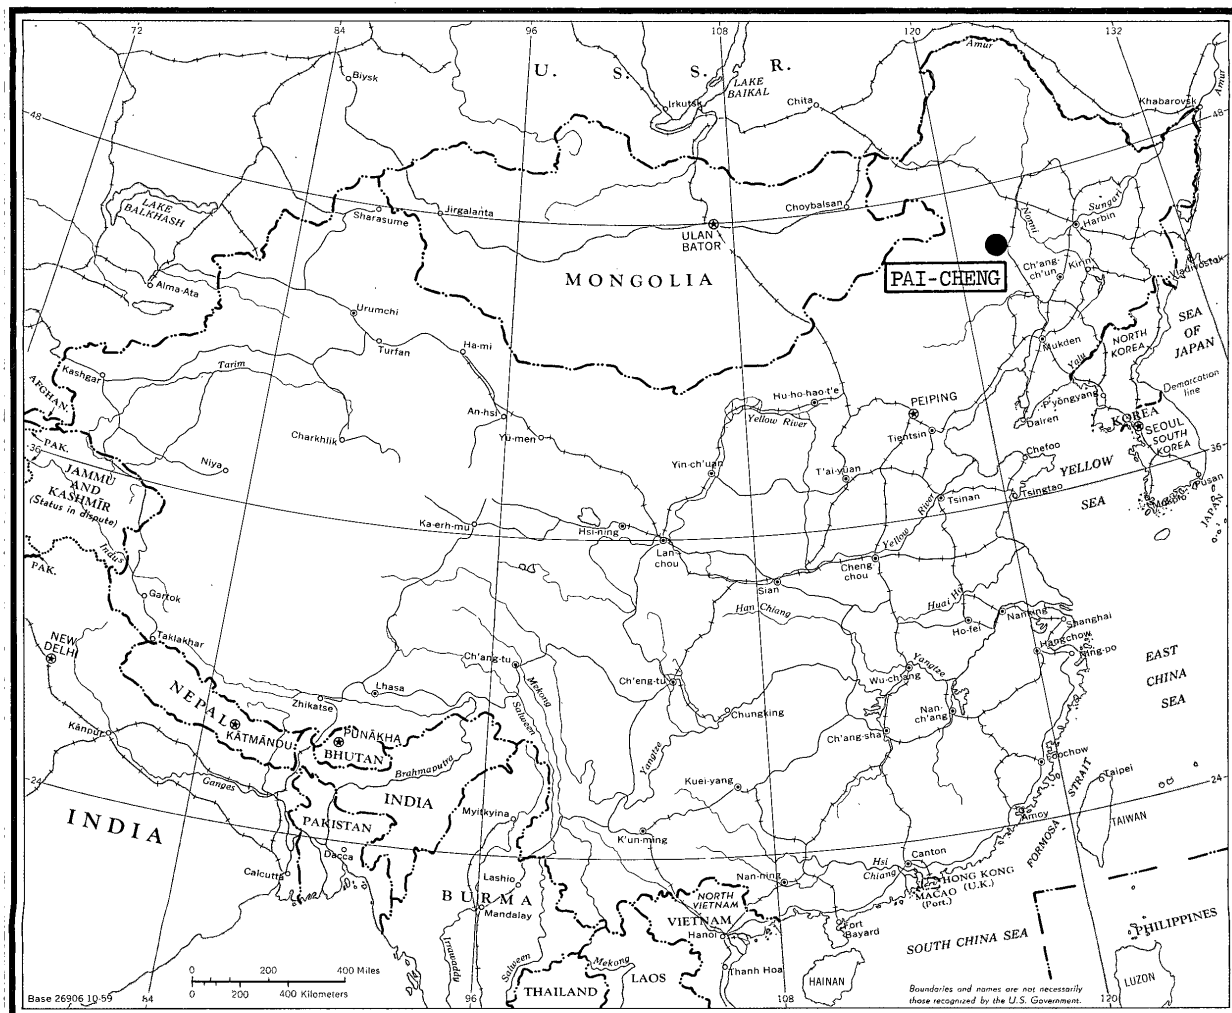 72
84
96
108
120
132
U. S. S. R.
Amur
Amur
Biysk
LAKE
BAIKAL
Irkutsk
Chita
Khabarovsk
48
48
LAKE
BALKHASH
Sharasume
Jirgalanta
Choybalsan
ULAN
BATOR
Nonni
Sungari
Harbin
MONGOLIA
PAI-CHENG
Ch'ang-
ch'un
Kirin
Vladivostok
Alma-Ata
Urumchi
Turfan
Ha-mi
Mukden
Yalu
NORTH
KOREA
SEA
OF
JAPAN
Kashgar
Tarim
AFGHAN.
Hu-ho-hao-t'e
PEIPING
P'yongyang
Demarcation
line
An-hsi
Yellow River
Dairen
KOREA
SEOUL
SOUTH
KOREA
Charkhlik
Yü-men
Tientsin
Chefoo
PAK.
36
36
Niya
Yin-ch'uan
T'ai-yüan
YELLOW
SEA
JAMMU
AND
KASHMĪR
(Status in dispute)
River
Tsinan
Tsingtao
Pusan
Mokpo
JAPAN
Ka-erh-mu
Hsi-ning
Lan-
chou
Yellow
Indus
PAK.
Cheng
chou
Sian
Gartok
Han Chiang
Huai Ho
Nanking
Shanghai
Ho-fei
Hangchow
Ning-po
NEW
DELHI
Taklakhar
Ch'ang-tu
Mekong
Ch'eng-tu
Yangtze
Wu-ch'ang
EAST
CHINA
SEA
NEPAL
Zhikatse
Lhasa
Salween
Chungking
Nan-
ch'ang
Kānpur
KĀTMĀNDU
PUNĀKHA
BHUTAN
Brahmaputra
Yangtze
Ch'ang-sha
Foochow
Ganges
Kuei-yang
Taipei
24
24
INDIA
INDIA
Myitkyina
PAKISTAN
K'un-ming
Amoy
FORMOSA STRAIT
TAIWAN
Dacca
Calcutta
Lashio
Hsi
Chiang
Canton
Nan-ning
HONG KONG
(U.K.)
MACAO
(Port.)
BURMA
Mandalay
NORTH
VIETNAM
VIETNAM
Hanoi
Fort
Bayard
SOUTH CHINA SEA
PHILIPPINES
Irrawaddy
Salween
Mekong
Thanh Hoa
LAOS
THAILAND
HAINAN
LUZON
0 200 400 Miles
0 200 400 Kilometers
Base 26906 10-59
84
96
108
120
Boundaries and names are not necessarily
those recognized by the U.S. Government.